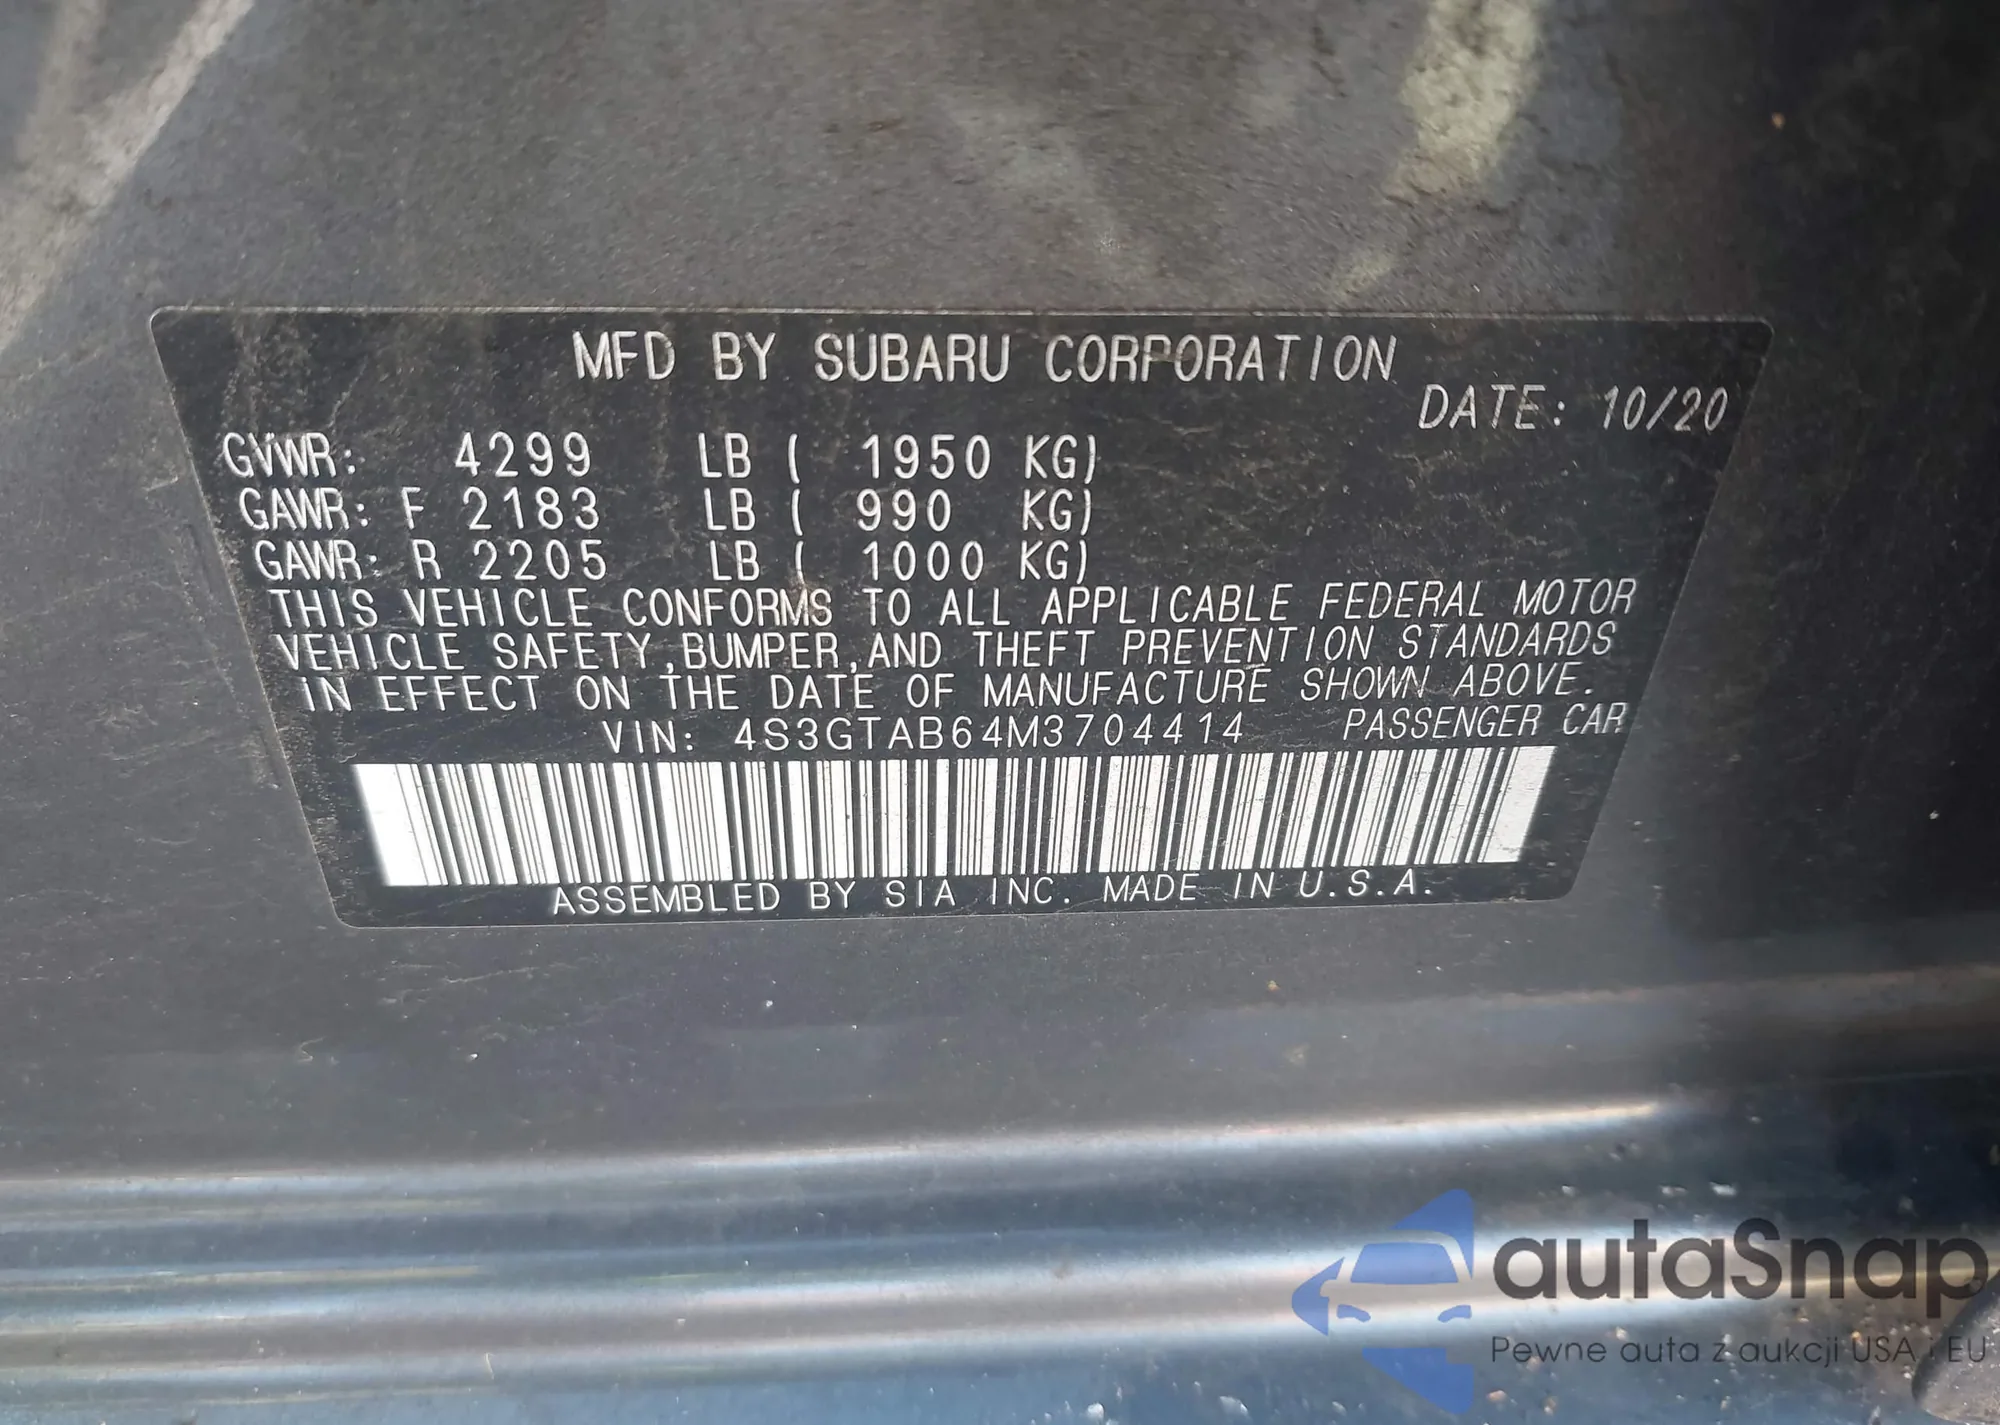 MFD BY SUBARU CORPORATION
DATE: 10/20
GVWR: 4299 LB ( 1950 KG)
GAWR: F 2183 LB ( 990 KG)
GAWR: R 2205 LB ( 1000 KG)
THIS VEHICLE CONFORMS TO ALL APPLICABLE FEDERAL MOTOR
VEHICLE SAFETY,BUMPER,AND THEFT PREVENTION STANDARDS
IN EFFECT ON THE DATE OF MANUFACTURE SHOWN ABOVE.
VIN: 4S3GTAB64M3704414 PASSENGER CAR
ASSEMBLED BY SIA INC. MADE IN U.S.A.
autaSnap
Pewne auta z aukcji USA i EU